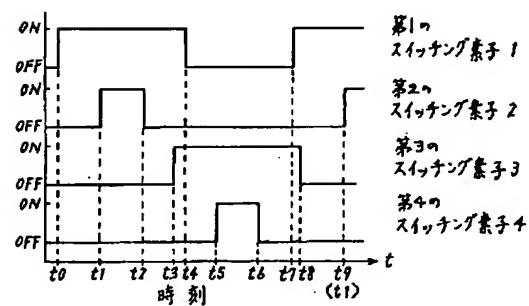 ON
OFF
第1の
スイッチング素子1
ON
OFF
第2の
スイッチング素子2
OFF
第3の
スイッチング素子3
ON
OFF
第4の
スイッチング素子4
t0 t1 t2 t3 t4 t5 t6 t7 t8 t9 t
(t1)
時刻